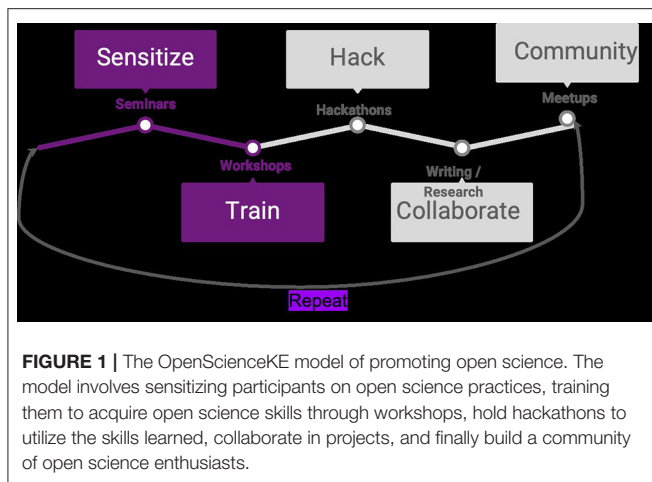 Sensitize
Hack
Community
Seminars
Hackathons
Meetups
Workshops
Writing /
Research
Train
Collaborate
Repeat
FIGURE 1 | The OpenScienceKE model of promoting open science. The
model involves sensitizing participants on open science practices, training
them to acquire open science skills through workshops, hold hackathons to
utilize the skills learned, collaborate in projects, and finally build a community
of open science enthusiasts.